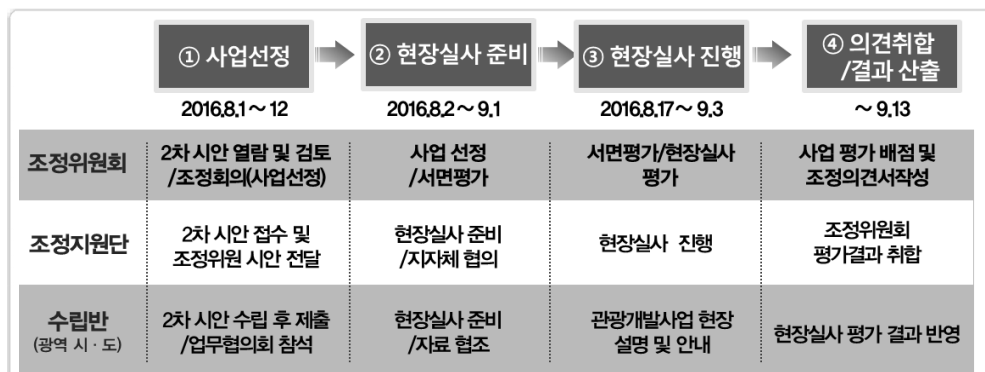 ① 사업선정
② 현장실사 준비
③ 현장실사 진행
④ 의견취합
/결과 산출
2016.8.1～12
2016.8.2～9.1
2016.8.17～9.3
～9.13
조정위원회
2차 시안 열람 및 검토
/조정회의(사업선정)
사업 선정
/서면평가
서면평가/현장실사
평가
사업 평가 배점 및
조정의견서작성
조정지원단
2차 시안 접수 및
조정위원 시안 전달
현장실사 준비
/지자체 협의
현장실사 진행
조정위원회
평가결과 취합
수립반
(광역 시·도)
2차 시안 수립 후 제출
/업무협의회 참석
현장실사 준비
/자료 협조
관광개발사업 현장
설명 및 안내
현장실사 평가 결과 반영